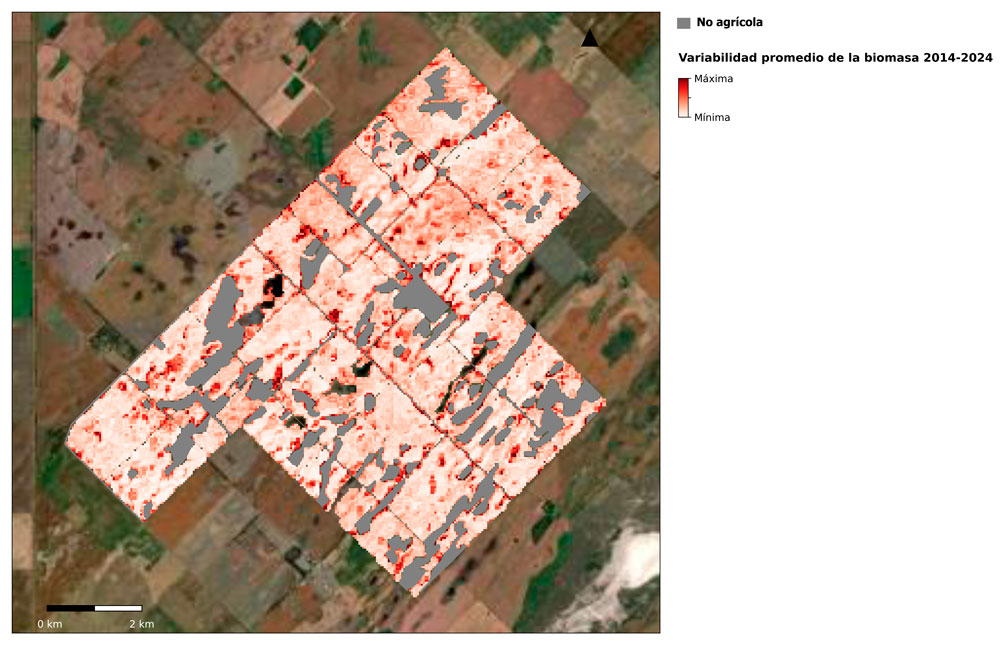 No agrícola
Variabilidad promedio de la biomasa 2014-2024
Máxima
Mínima
0 km 2 km